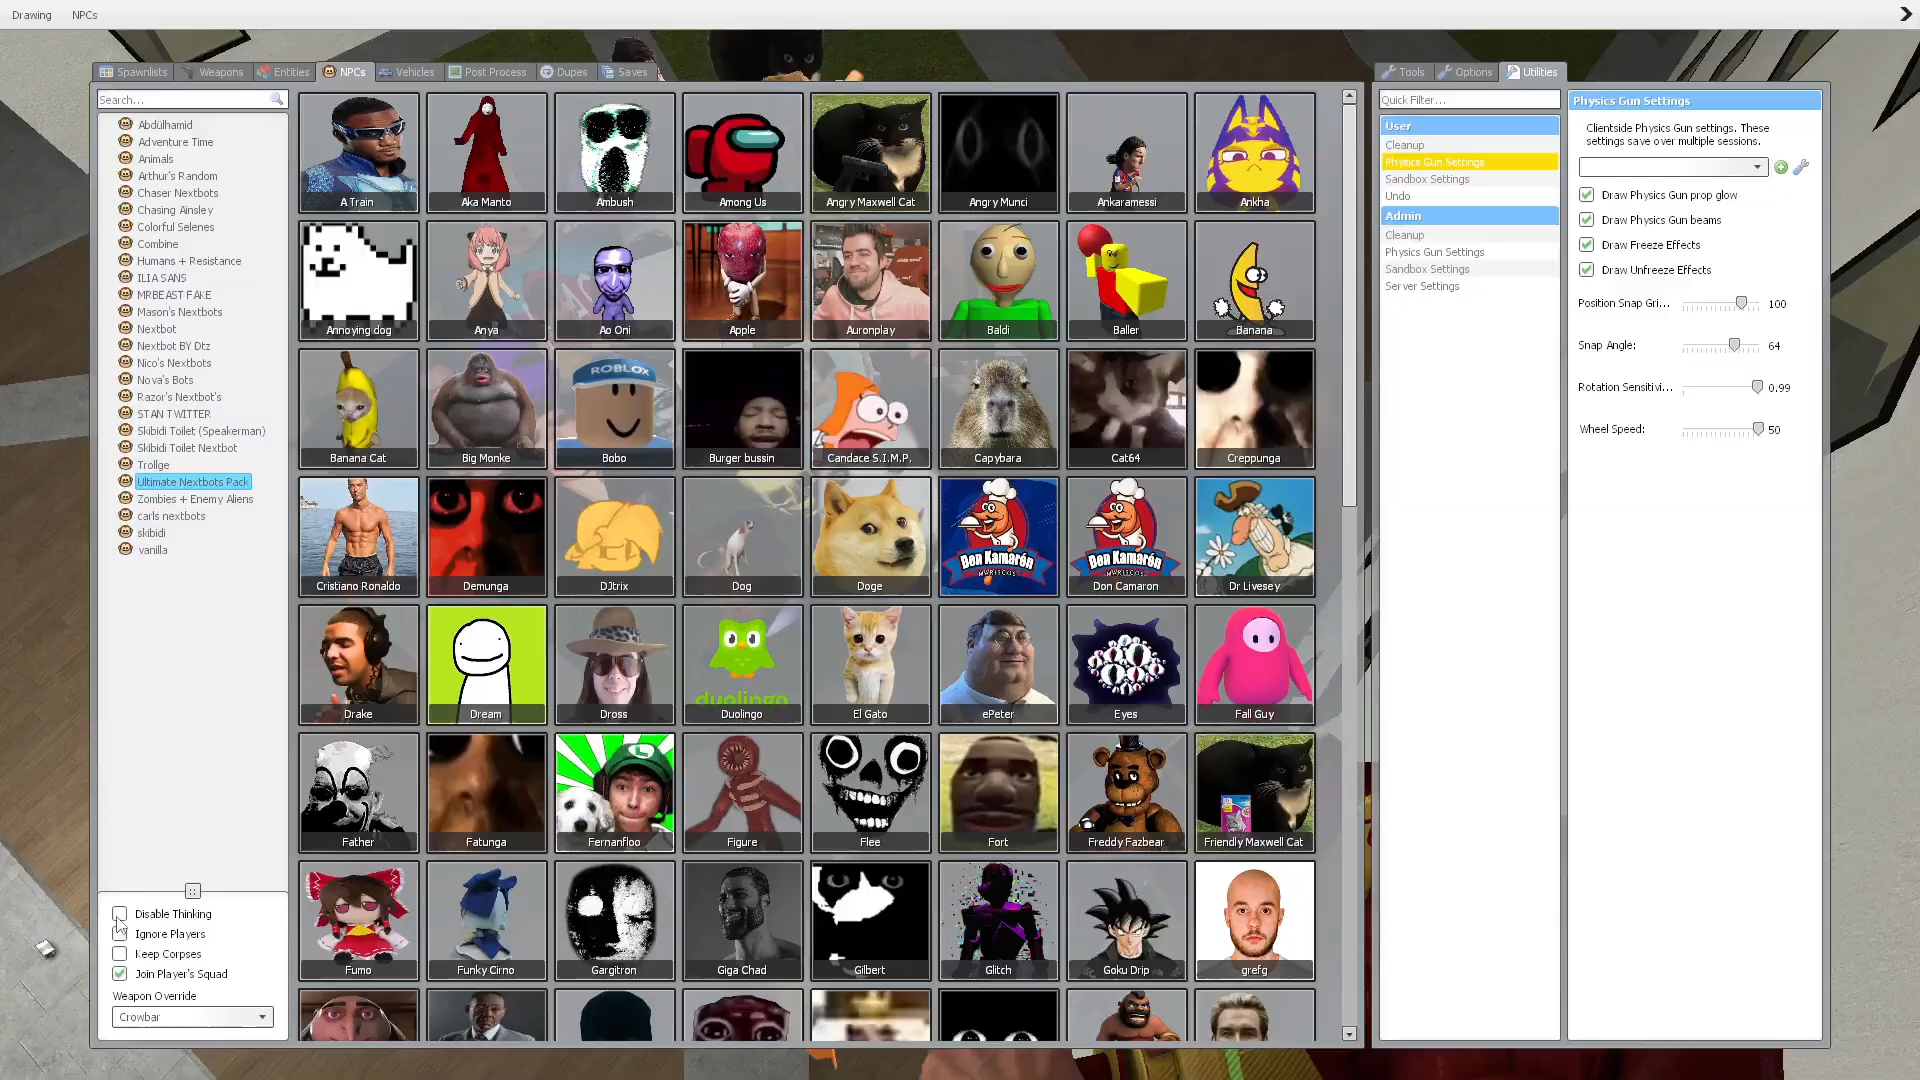 Drawing NPCs
Spawnlists Weapons Entities NPCs Vehicles Post Process Dupes Saves
Search...
Abdülhamid
Adventure Time
Animals
Arthur's Random
Chaser Nextbots
Chasing Ainsley
Colorful Selenes
Combine
Humans + Resistance
ILIA SANS
MRBEAST FAKE
Mason's Nextbots
Nextbot
Nextbot BY Dtz
Nico's Nextbots
Nova's Bots
Razor's Nextbot's
STAN TWITTER
Skibidi Toilet (Speakerman)
Skibidi Toilet Nextbot
Trollge
Ultimate Nextbots Pack
Zombies + Enemy Aliens
carls nextbots
skibidi
vanilla
Disable Thinking
Ignore Players
Keep Corpses
Join Player's Squad
Weapon Override
Crowbar
A Train Aka Manto Ambush Among Us Angry Maxwell Cat Angry Munci Ankaramessi Ankha
Annoying dog Anya Ao Oni Apple Auronplay Baldi Baller Banana
ROBLOX
Banana Cat Big Monke Bobo Burger bussin Candace S.I.M.P. Capybara Cat64 Creppunga
Don Kamarón
MARISCOS
Don Kamarón
MARISCOS
Cristiano Ronaldo Demunga DJtrix Dog Doge Don Camaron Dr Livesey
duolingo
Drake Dream Dross Duolingo El Gato ePeter Eyes Fall Guy
L
Father Fatunga Fernanfloo Figure Flee Fort Freddy Fazbear Friendly Maxwell Cat
Fumo Funky Cirno Gargitron Giga Chad Gilbert Glitch Goku Drip grefg
Tools Options Utilities
Quick Filter...
User
Cleanup
Physics Gun Settings
Sandbox Settings
Undo
Admin
Cleanup
Physics Gun Settings
Sandbox Settings
Server Settings
Physics Gun Settings
Clientside Physics Gun settings. These
settings save over multiple sessions.
Draw Physics Gun prop glow
Draw Physics Gun beams
Draw Freeze Effects
Draw Unfreeze Effects
Position Snap Gri... 100
Snap Angle: 64
Rotation Sensitivi... 0.99
Wheel Speed: 50